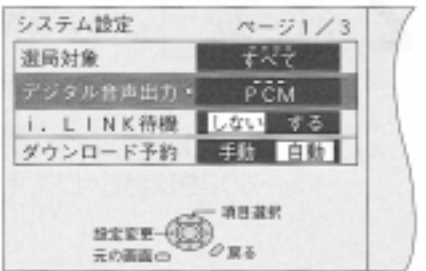 システム設定 ページ1／3
選局対象 すべて
デジタル音声出力 PCM
i．LINK待機 しない する
ダウンロード予約 手動 自動
項目選択
設定変更
元の画面 戻る